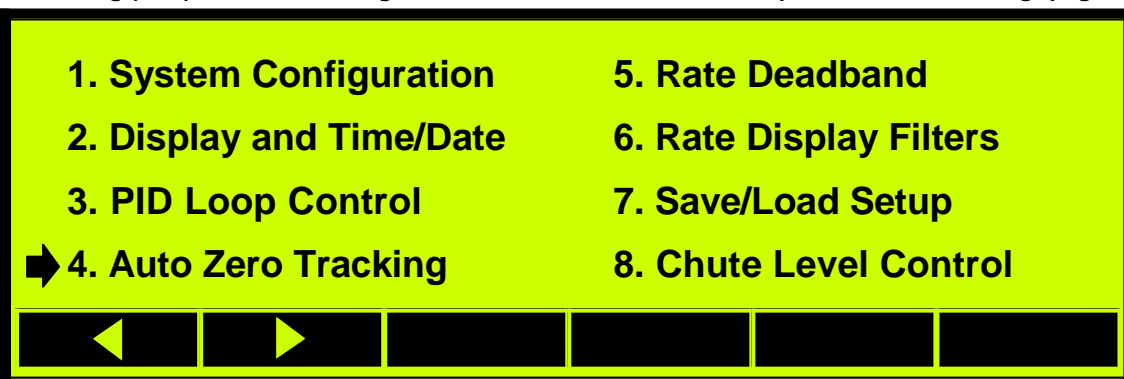 1. System Configuration
2. Display and Time/Date
3. PID Loop Control
4. Auto Zero Tracking
5. Rate Deadband
6. Rate Display Filters
7. Save/Load Setup
8. Chute Level Control